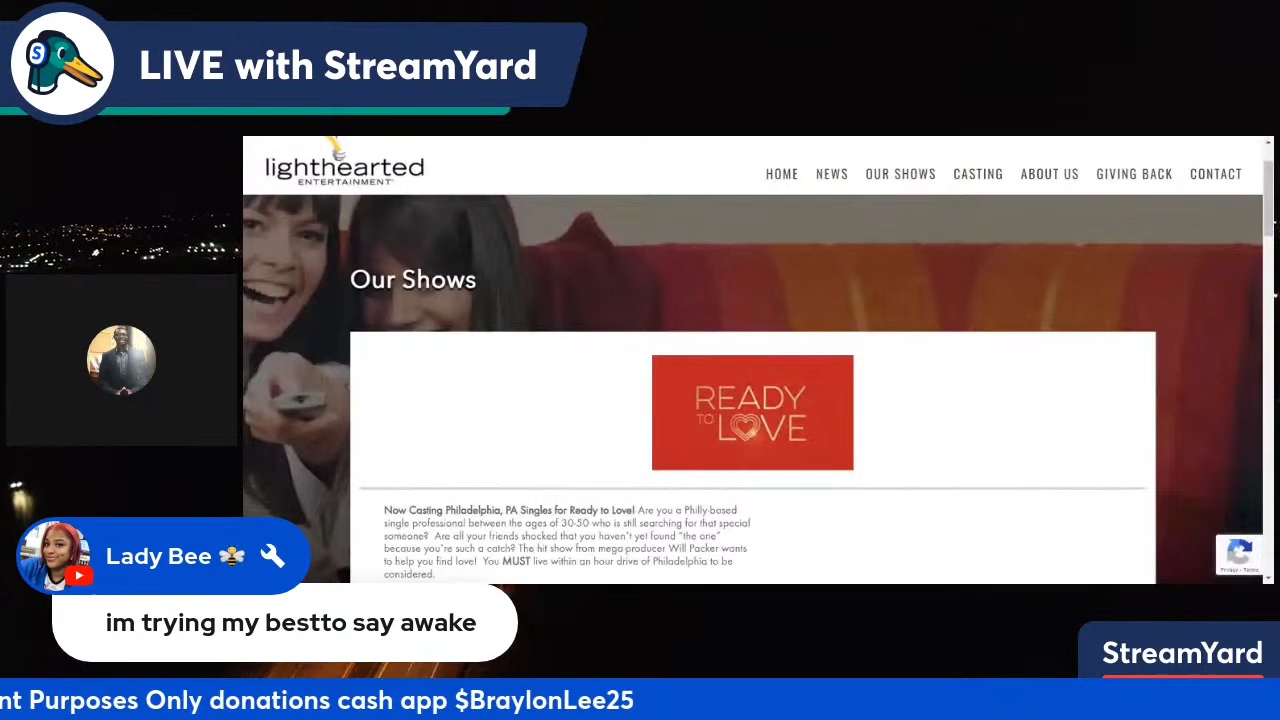 S
LIVE with StreamYard
lighthearted
ENTERTAINMENT
HOME NEWS OUR SHOWS CASTING ABOUT US GIVING BACK CONTACT
Our Shows
READY
TO LOVE
Now Casting Philadelphia, PA Singles for Ready to Love! Are you a Philly-based
single professional between the ages of 30-50 who is still searching for that special
someone? Are all your friends shocked that you haven't yet found "the one"
because you're such a catch? The hit show from mega-producer Will Packer wants
to help you find love! You MUST live within an hour drive of Philadelphia to be
considered.
Privacy - Terms
Lady Bee 🐝
im trying my bestto say awake
StreamYard
nt Purposes Only donations cash app $BraylonLee25